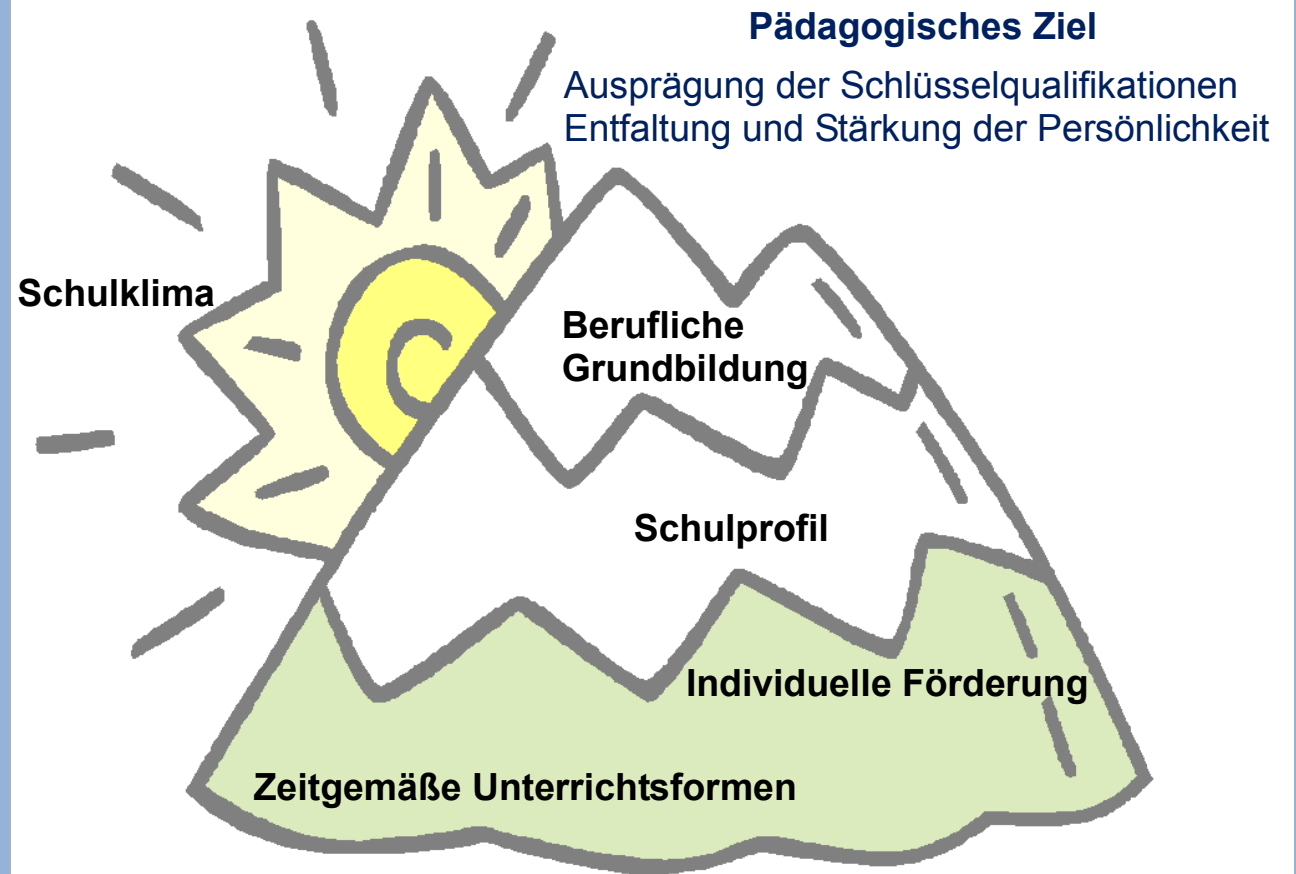 Pädagogisches Ziel
Ausprägung der Schlüsselqualifikationen
Entfaltung und Stärkung der Persönlichkeit
Schulklima
Berufliche
Grundbildung
Schulprofil
Individuelle Förderung
Zeitgemäße Unterrichtsformen